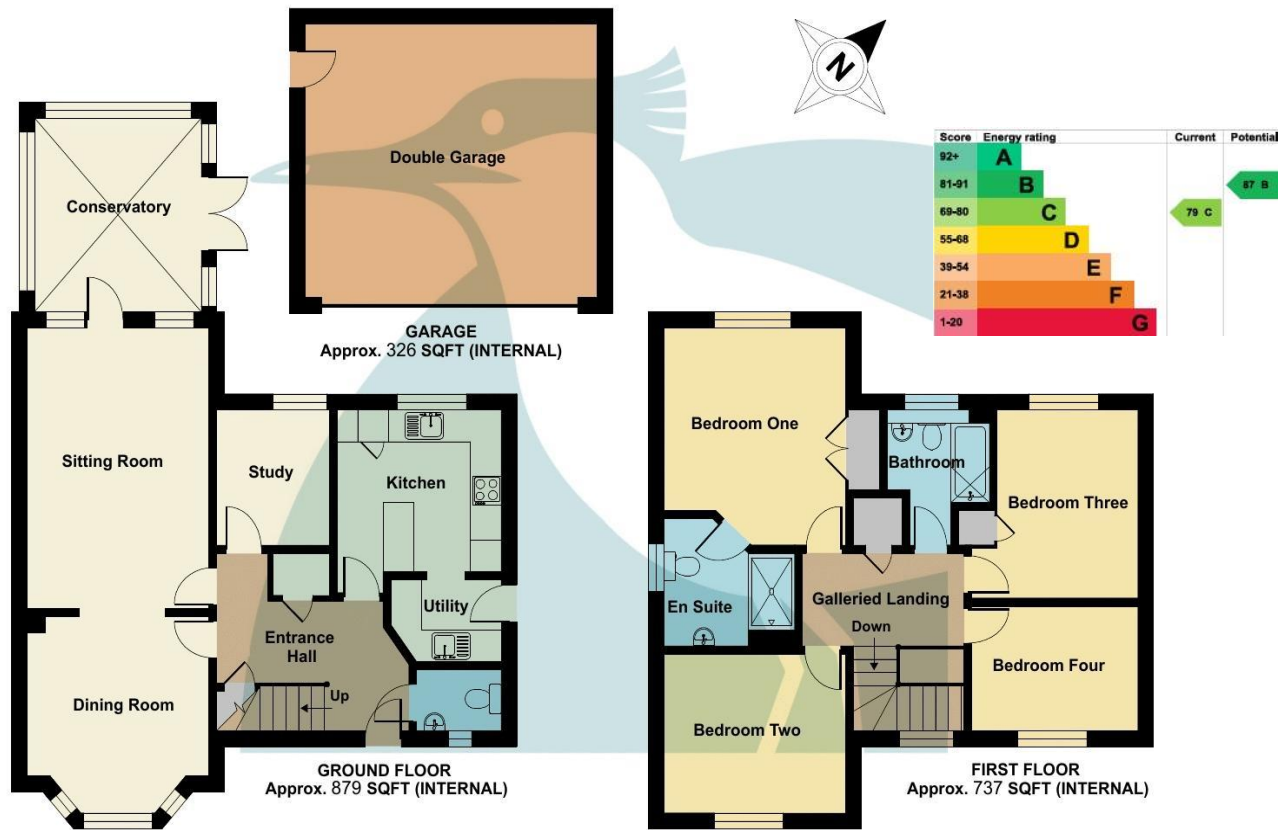 Double Garage
GARAGE
Approx. 326 SQFT (INTERNAL)
N
Score Energy rating Current Potential
92+ A
81-91 B 87 B
69-80 C 79 C
55-68 D
39-54 E
21-38 F
1-20 G
Conservatory
Sitting Room
Study
Kitchen
Utility
Entrance
Hall
Up
Dining Room
GROUND FLOOR
Approx. 879 SQFT (INTERNAL)
Bedroom One
Bathroom
Bedroom Three
En Suite
Galleried Landing
Down
Bedroom Four
Bedroom Two
FIRST FLOOR
Approx. 737 SQFT (INTERNAL)